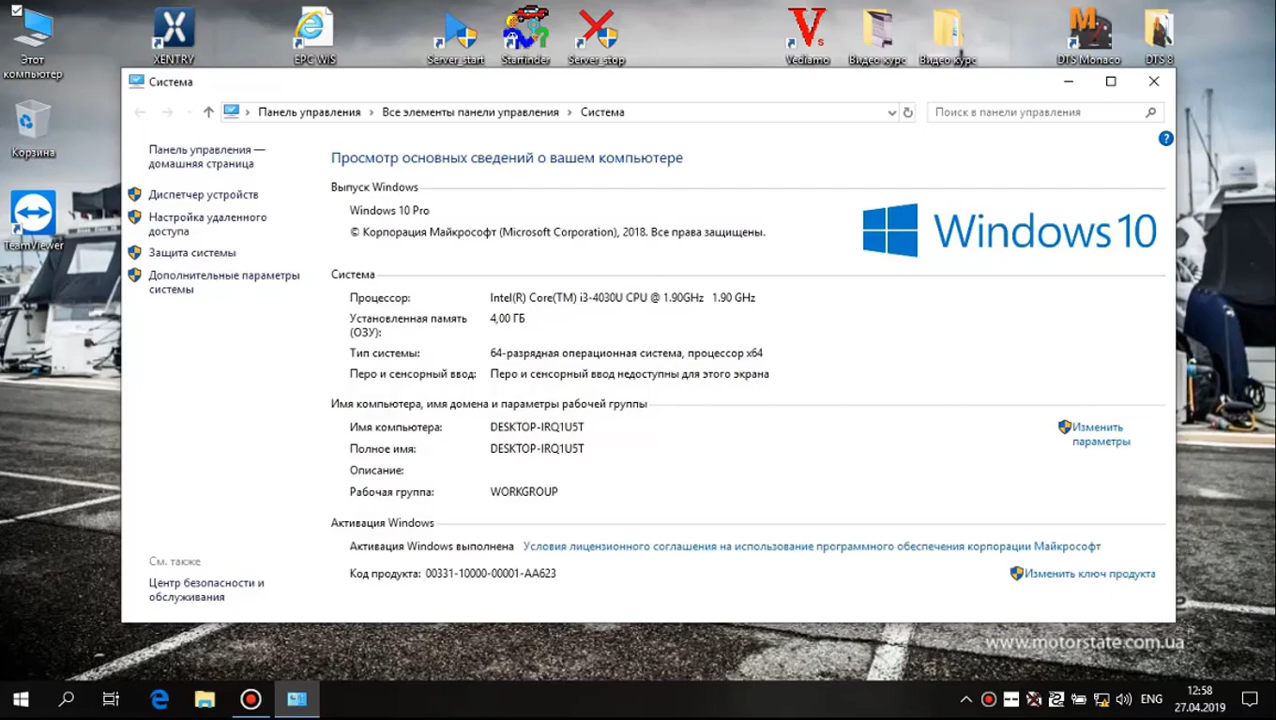 Этот компьютер
XENTRY
EPC WIS
Server start
Starfinder
Server stop
Vediamo
Видео курс
Видео курс
DTS Monaco
DTS 8
Корзина
TeamViewer
Система
Панель управления > Все элементы панели управления > Система
Поиск в панели управления
Панель управления — домашняя страница
Диспетчер устройств
Настройка удаленного доступа
Защита системы
Дополнительные параметры системы
Просмотр основных сведений о вашем компьютере
Выпуск Windows
Windows 10 Pro
© Корпорация Майкрософт (Microsoft Corporation), 2018. Все права защищены.
Windows 10
Система
Процессор: Intel(R) Core(TM) i3-4030U CPU @ 1.90GHz 1.90 GHz
Установленная память (ОЗУ): 4,00 ГБ
Тип системы: 64-разрядная операционная система, процессор x64
Перо и сенсорный ввод: Перо и сенсорный ввод недоступны для этого экрана
Имя компьютера, имя домена и параметры рабочей группы
Имя компьютера: DESKTOP-IRQ1U5T
Изменить параметры
Полное имя: DESKTOP-IRQ1U5T
Описание:
Рабочая группа: WORKGROUP
Активация Windows
Активация Windows выполнена Условия лицензионного соглашения на использование программного обеспечения корпорации Майкрософт
Код продукта: 00331-10000-00001-AA623
Изменить ключ продукта
См. также
Центр безопасности и обслуживания
www.motorstate.com.ua
ENG
12:58
27.04.2019